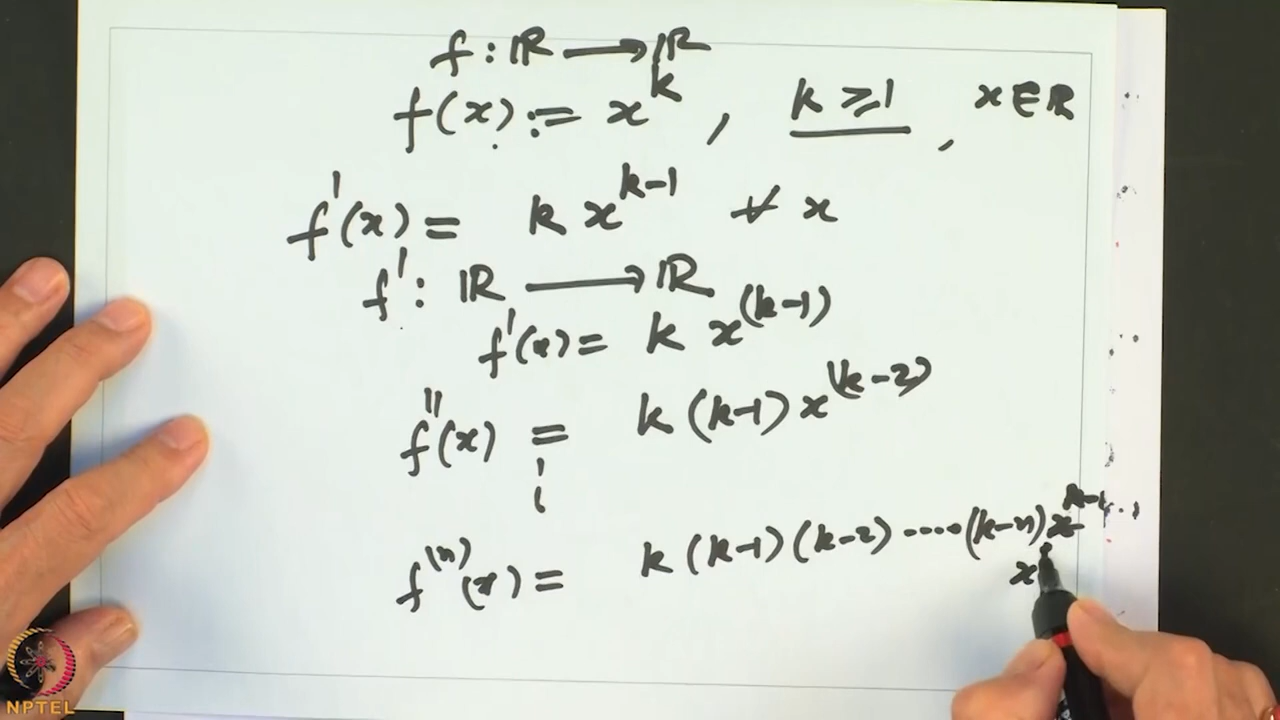 f : ℝ ⟶ ℝ
f(x) := x^k , k ⩾ 1 , x ∈ ℝ
f'(x) = k x^{k-1} ∀ x
f' : ℝ ⟶ ℝ
f'(x) = k x^{(k-1)}
f''(x) = k (k-1) x^{(k-2)}
f^{(n)}(x) = k (k-1) (k-2) ..... (k-n)
x
NPTEL